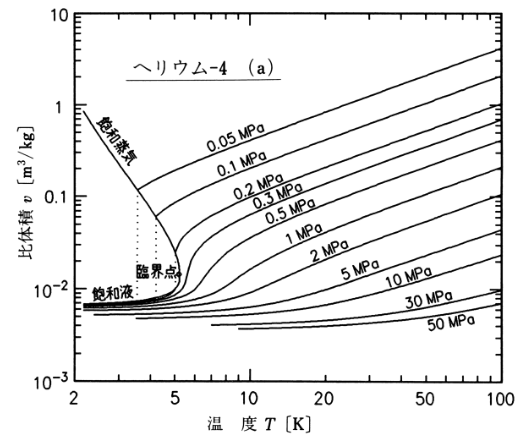 ヘリウム-4 (a)
比体積 v [m³/kg]
10
1
0.1
10⁻²
10⁻³
飽和蒸気
臨界点
飽和液
0.05 MPa
0.1 MPa
0.2 MPa
0.3 MPa
0.5 MPa
1 MPa
2 MPa
5 MPa
10 MPa
30 MPa
50 MPa
2
5
10
20
50
100
温 度 T [K]